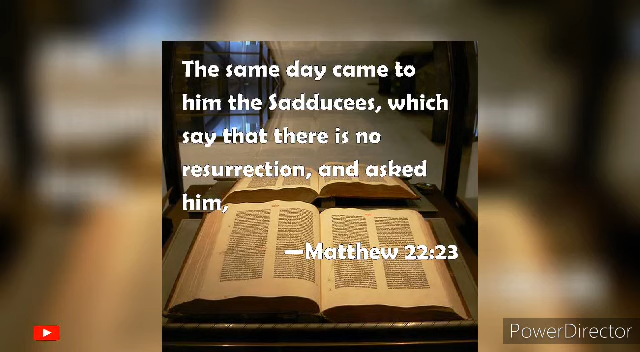 The same day came to
him the Sadducees, which
say that there is no
resurrection, and asked
him,
—Matthew 22:23
PowerDirector